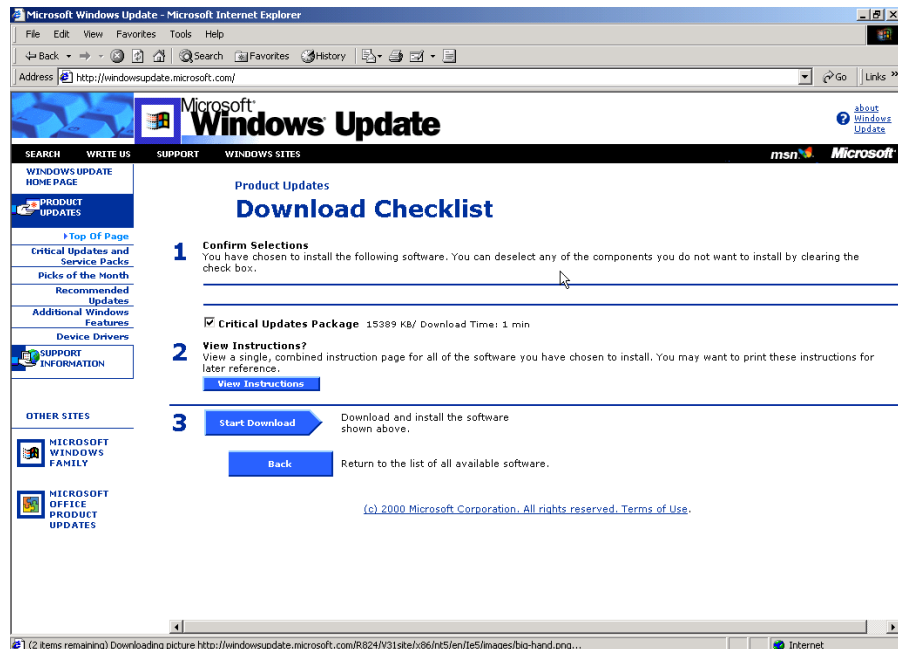 Microsoft Windows Update - Microsoft Internet Explorer
File Edit View Favorites Tools Help
Back Search Favorites History
Address http://windowsupdate.microsoft.com/ Go Links »
Microsoft
Windows Update
about
Windows
Update
SEARCH WRITE US SUPPORT WINDOWS SITES msn Microsoft
WINDOWS UPDATE
HOME PAGE
PRODUCT
UPDATES
Top Of Page
Critical Updates and
Service Packs
Picks of the Month
Recommended
Updates
Additional Windows
Features
Device Drivers
SUPPORT
INFORMATION
OTHER SITES
MICROSOFT
WINDOWS
FAMILY
MICROSOFT
OFFICE
PRODUCT
UPDATES
Product Updates
Download Checklist
1 Confirm Selections
You have chosen to install the following software. You can deselect any of the components you do not want to install by clearing the
check box.
Critical Updates Package 15389 KB/ Download Time: 1 min
2 View Instructions?
View a single, combined instruction page for all of the software you have chosen to install. You may want to print these instructions for
later reference.
View Instructions
3 Start Download Download and install the software
shown above.
Back Return to the list of all available software.
(c) 2000 Microsoft Corporation. All rights reserved. Terms of Use.
(2 items remaining) Downloading picture http://windowsupdate.microsoft.com/R824/V31site/x86/nt5/en/Ie5/images/big-hand.png... Internet